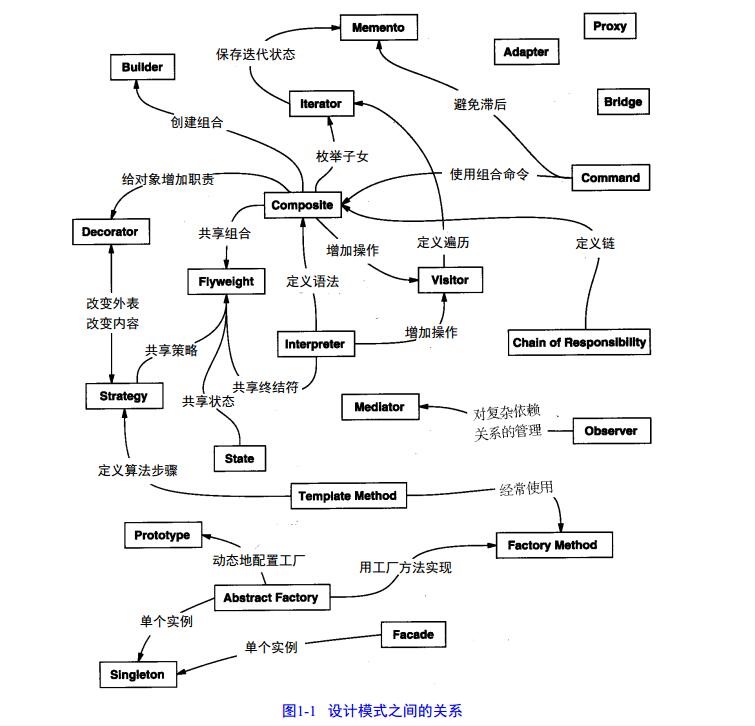 Memento
Proxy
Adapter
保存迭代状态
Builder
Iterator
避免滞后
Bridge
创建组合
枚举子女
给对象增加职责
使用组合命令
Command
Composite
Decorator
共享组合
增加操作
定义遍历
定义链
Flyweight
定义语法
Visitor
改变外表
改变内容
增加操作
共享策略
Interpreter
Chain of Responsibility
共享终结符
Strategy
共享状态
Mediator
对复杂依赖
关系的管理
Observer
State
定义算法步骤
Template Method
经常使用
Prototype
动态地配置工厂
Factory Method
用工厂方法实现
Abstract Factory
单个实例
Facade
单个实例
Singleton
图1-1 设计模式之间的关系